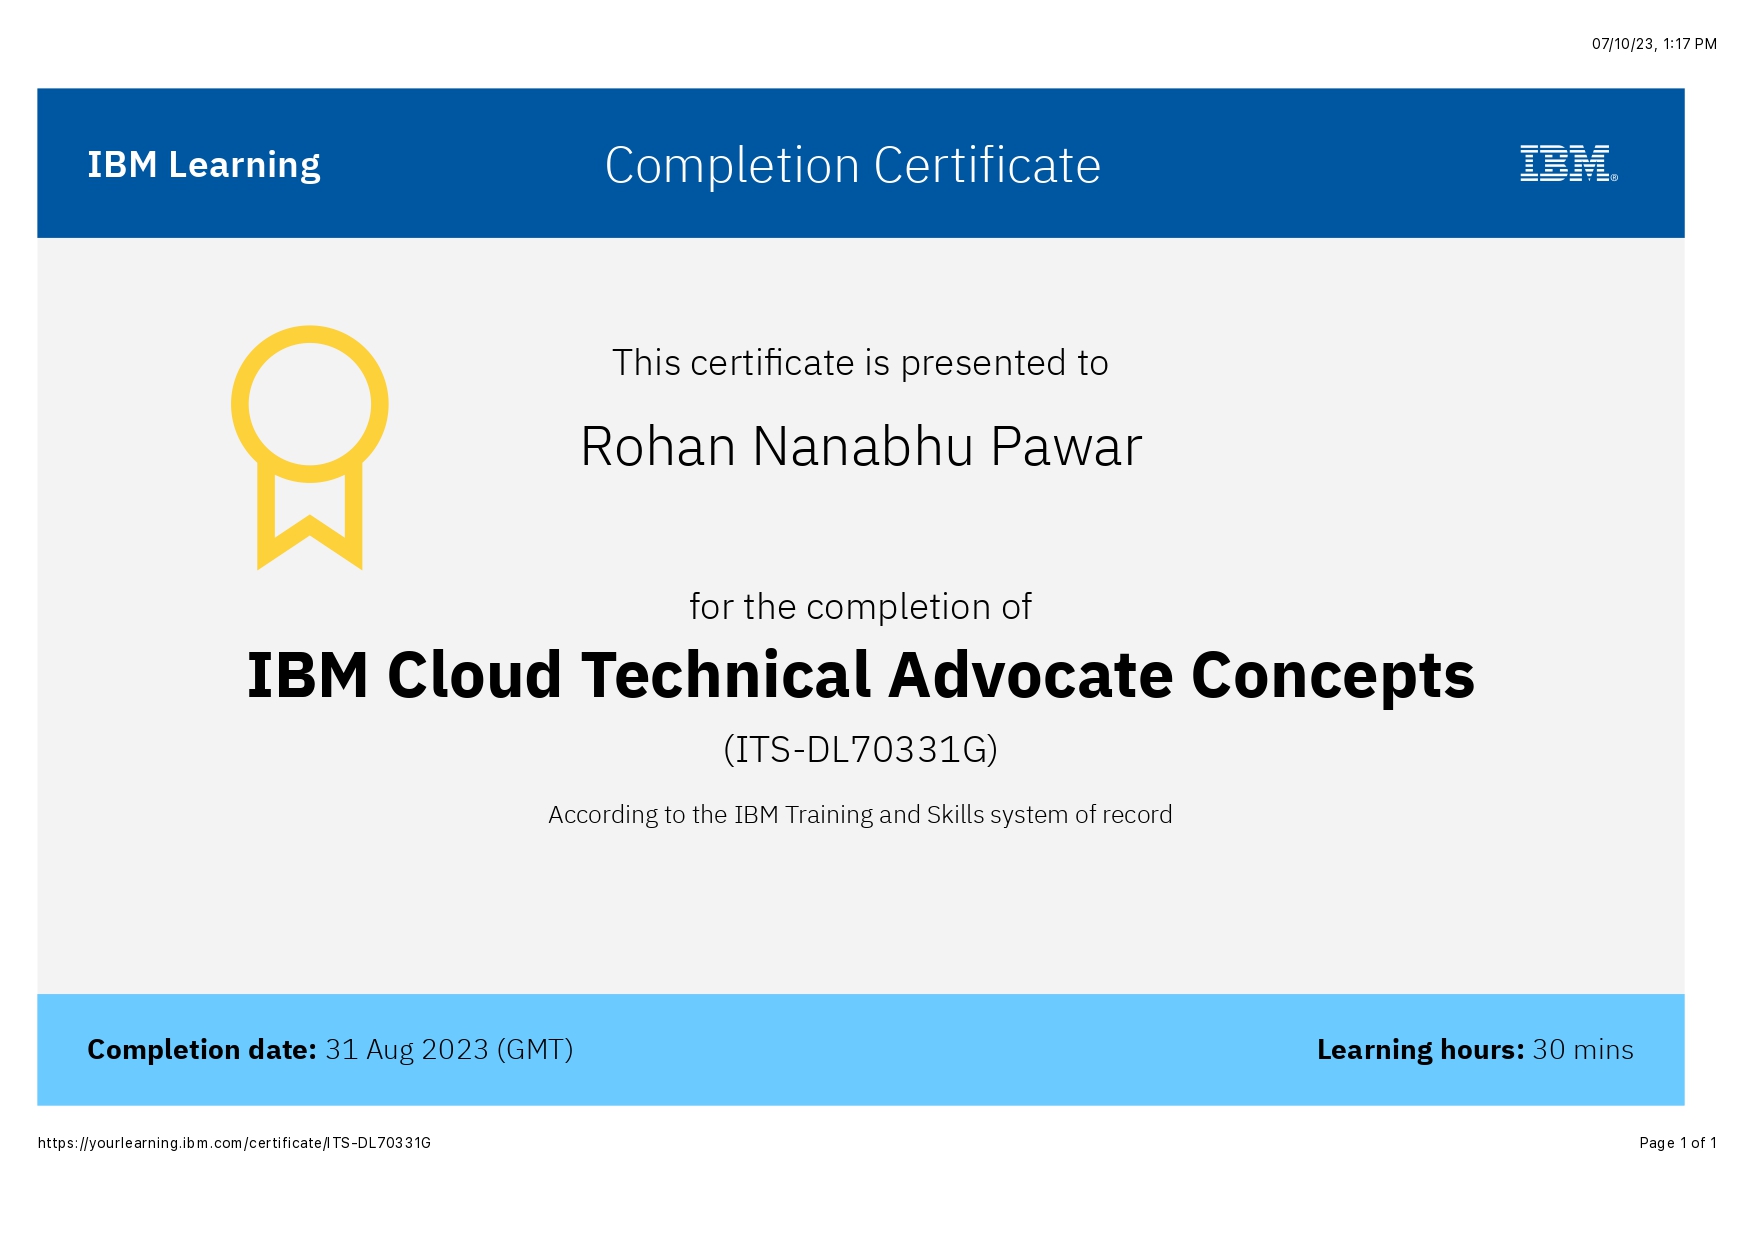 07/10/23, 1:17 PM
IBM Learning
Completion Certificate
IBM®
This certificate is presented to
Rohan Nanabhu Pawar
for the completion of
IBM Cloud Technical Advocate Concepts
(ITS-DL70331G)
According to the IBM Training and Skills system of record
Completion date: 31 Aug 2023 (GMT)
Learning hours: 30 mins
https://yourlearning.ibm.com/certificate/ITS-DL70331G
Page 1 of 1